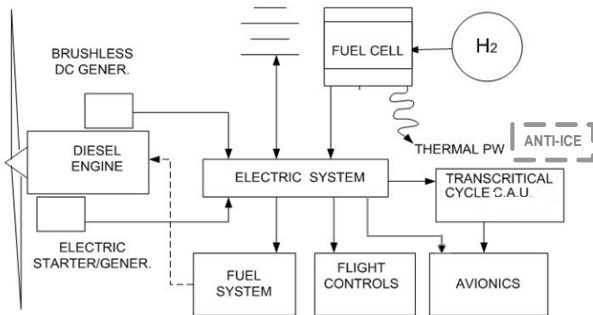 BRUSHLESS
DC GENER.
FUEL CELL
H2
DIESEL
ENGINE
THERMAL PW
ANTI-ICE
ELECTRIC SYSTEM
TRANSCRITICAL
CYCLE C.A.U.
ELECTRIC
STARTER/GENER.
FUEL
SYSTEM
FLIGHT
CONTROLS
AVIONICS